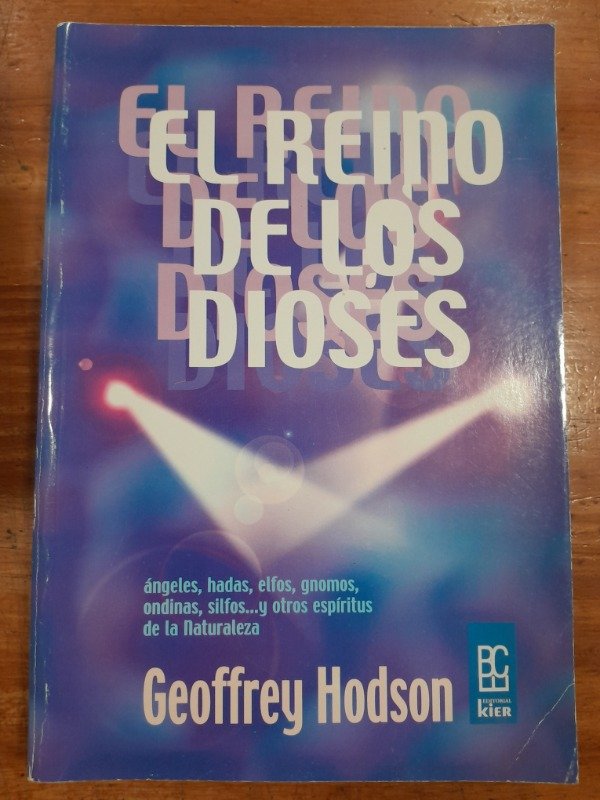 EL REINO
DE LOS
DIOSES
ángeles, hadas, elfos, gnomos,
ondinas, silfos...y otros espíritus
de la Naturaleza
Geoffrey Hodson
BC
EDITORIAL
kier